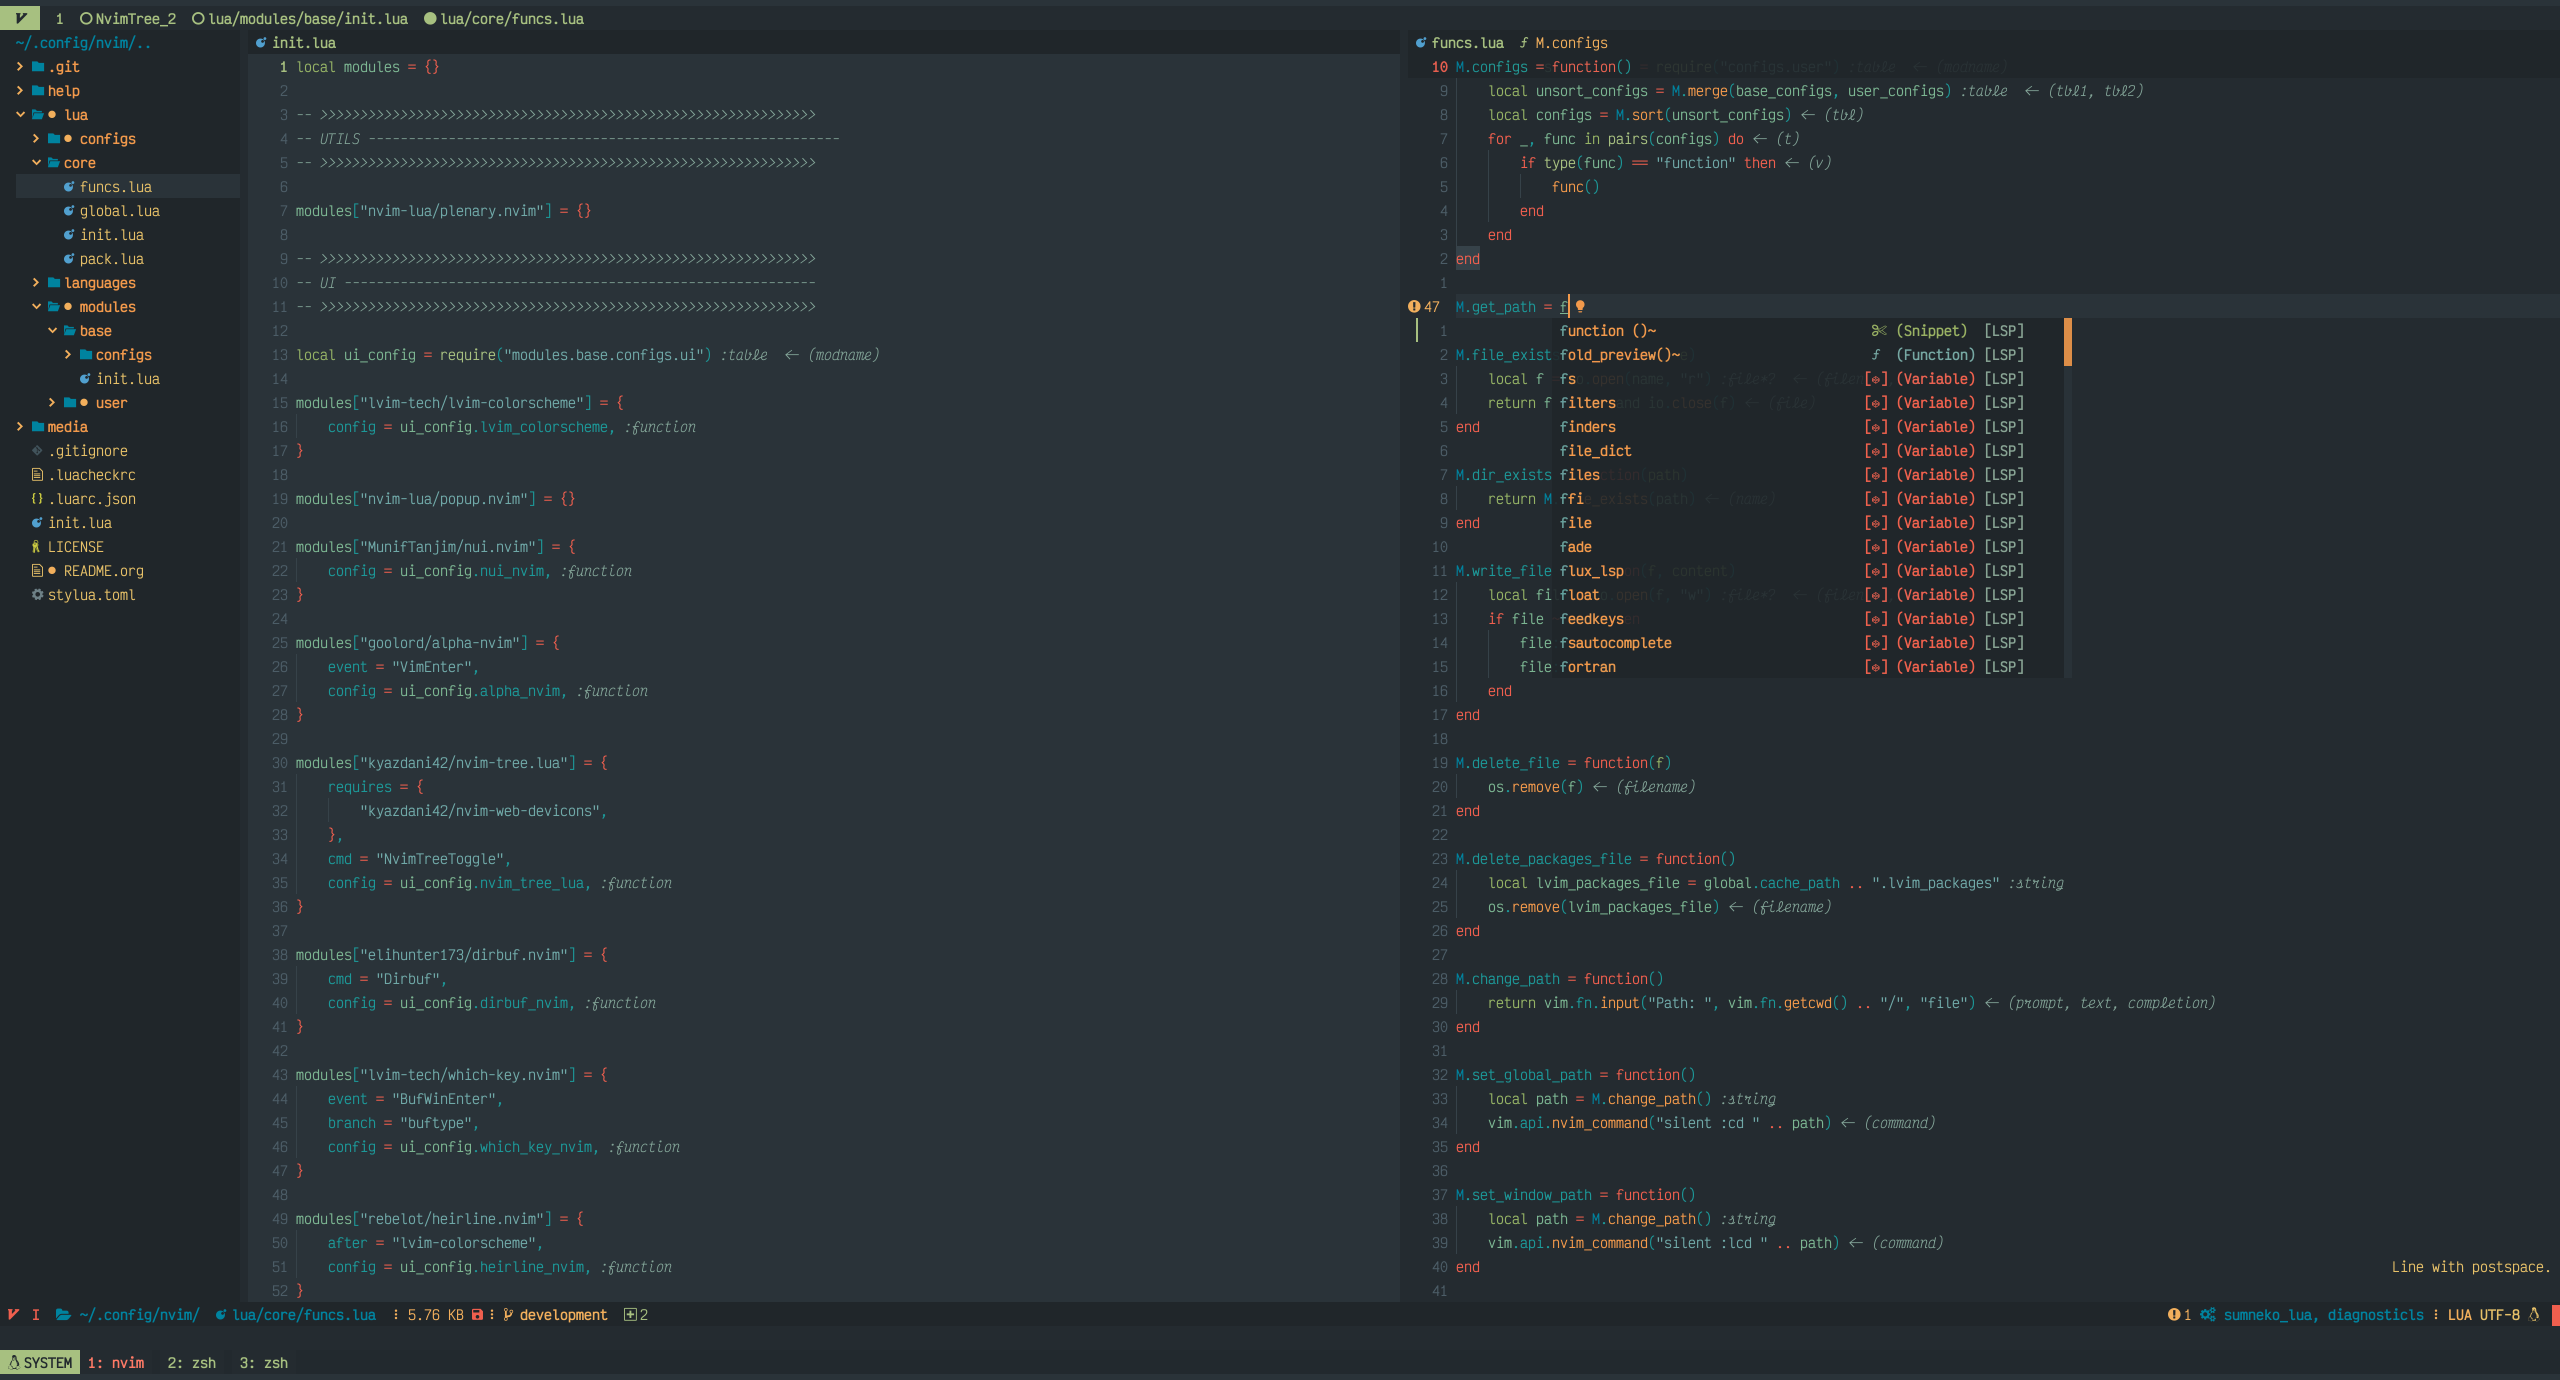 1 NvimTree_2 lua/modules/base/init.lua lua/core/funcs.lua
~/.config/nvim/..
.git
help
lua
configs
core
funcs.lua
global.lua
init.lua
pack.lua
languages
modules
base
configs
init.lua
user
media
.gitignore
.luacheckrc
.luarc.json
init.lua
LICENSE
README.org
stylua.toml
init.lua
1 local modules = {}
2
3 -- >>>>>>>>>>>>>>>>>>>>>>>>>>>>>>>>>>>>>>>>>>>>>>>>>>>>>>>>>>>>>>
4 -- UTILS -----------------------------------------------------------
5 -- >>>>>>>>>>>>>>>>>>>>>>>>>>>>>>>>>>>>>>>>>>>>>>>>>>>>>>>>>>>>>>
6
7 modules["nvim-lua/plenary.nvim"] = {}
8
9 -- >>>>>>>>>>>>>>>>>>>>>>>>>>>>>>>>>>>>>>>>>>>>>>>>>>>>>>>>>>>>>>
10 -- UI -----------------------------------------------------------
11 -- >>>>>>>>>>>>>>>>>>>>>>>>>>>>>>>>>>>>>>>>>>>>>>>>>>>>>>>>>>>>>>
12
13 local ui_config = require("modules.base.configs.ui") :table <- (modname)
14
15 modules["lvim-tech/lvim-colorscheme"] = {
16 config = ui_config.lvim_colorscheme, :function
17 }
18
19 modules["nvim-lua/popup.nvim"] = {}
20
21 modules["MunifTanjim/nui.nvim"] = {
22 config = ui_config.nui_nvim, :function
23 }
24
25 modules["goolord/alpha-nvim"] = {
26 event = "VimEnter",
27 config = ui_config.alpha_nvim, :function
28 }
29
30 modules["kyazdani42/nvim-tree.lua"] = {
31 requires = {
32 "kyazdani42/nvim-web-devicons",
33 },
34 cmd = "NvimTreeToggle",
35 config = ui_config.nvim_tree_lua, :function
36 }
37
38 modules["elihunter173/dirbuf.nvim"] = {
39 cmd = "Dirbuf",
40 config = ui_config.dirbuf_nvim, :function
41 }
42
43 modules["lvim-tech/which-key.nvim"] = {
44 event = "BufWinEnter",
45 branch = "buftype",
46 config = ui_config.which_key_nvim, :function
47 }
48
49 modules["rebelot/heirline.nvim"] = {
50 after = "lvim-colorscheme",
51 config = ui_config.heirline_nvim, :function
52 }
funcs.lua f M.configs
10 M.configs = function() = require("configs.user") :table <- (modname)
9 local unsort_configs = M.merge(base_configs, user_configs) :table <- (tbl1, tbl2)
8 local configs = M.sort(unsort_configs) <- (tbl)
7 for _, func in pairs(configs) do <- (t)
6 if type(func) == "function" then <- (v)
5 func()
4 end
3 end
2 end
1
47 M.get_path = f
1 function ()~ (Snippet) [LSP]
2 M.file_exist fold_preview()~ f (Function) [LSP]
3 local f fs .open(name, "r") :file*? (Variable) [LSP]
4 return f filters and io.close(f) <- (file) (Variable) [LSP]
5 end finders (Variable) [LSP]
6 file_dict (Variable) [LSP]
7 M.dir_exists files tion(path) (Variable) [LSP]
8 return M ffi e_exists(path) <- (name) (Variable) [LSP]
9 end file (Variable) [LSP]
10 fade (Variable) [LSP]
11 M.write_file flux_lsp on(f, content) (Variable) [LSP]
12 local fi float .open(f, "w") :file*? (Variable) [LSP]
13 if file feedkeys en (Variable) [LSP]
14 file fsautocomplete (Variable) [LSP]
15 file fortran (Variable) [LSP]
16 end
17 end
18
19 M.delete_file = function(f)
20 os.remove(f) <- (filename)
21 end
22
23 M.delete_packages_file = function()
24 local lvim_packages_file = global.cache_path .. ".lvim_packages" :string
25 os.remove(lvim_packages_file) <- (filename)
26 end
27
28 M.change_path = function()
29 return vim.fn.input("Path: ", vim.fn.getcwd() .. "/", "file") <- (prompt, text, completion)
30 end
31
32 M.set_global_path = function()
33 local path = M.change_path() :string
34 vim.api.nvim_command("silent :cd " .. path) <- (command)
35 end
36
37 M.set_window_path = function()
38 local path = M.change_path() :string
39 vim.api.nvim_command("silent :lcd " .. path) <- (command)
40 end Line with postspace.
41
I ~/.config/nvim/ lua/core/funcs.lua 5.76 KB development 2 1 sumneko_lua, diagnosticls LUA UTF-8
SYSTEM 1: nvim 2: zsh 3: zsh